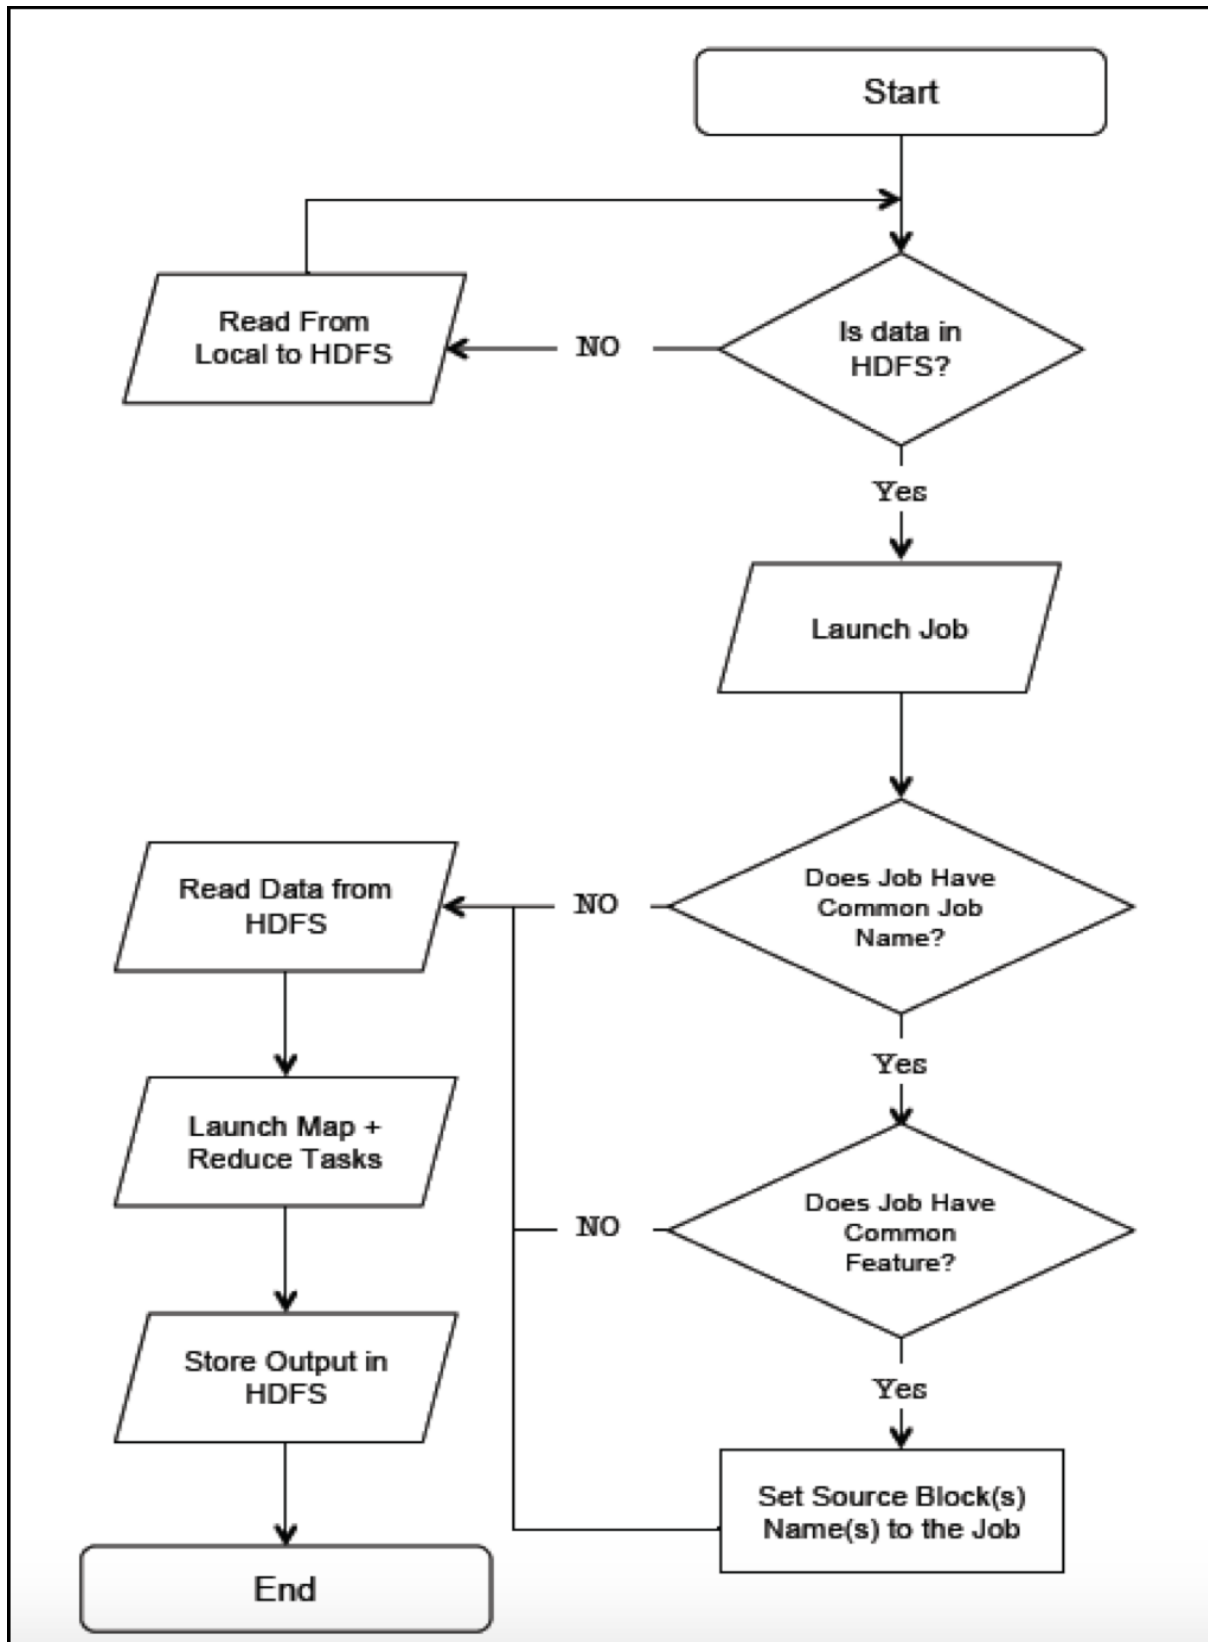 Start
Is data in
HDFS?
NO
Read From
Local to HDFS
Yes
Launch Job
Does Job Have
Common Job
Name?
NO
Read Data from
HDFS
Yes
Launch Map +
Reduce Tasks
Does Job Have
Common
Feature?
NO
Store Output in
HDFS
Yes
Set Source Block(s)
Name(s) to the Job
End